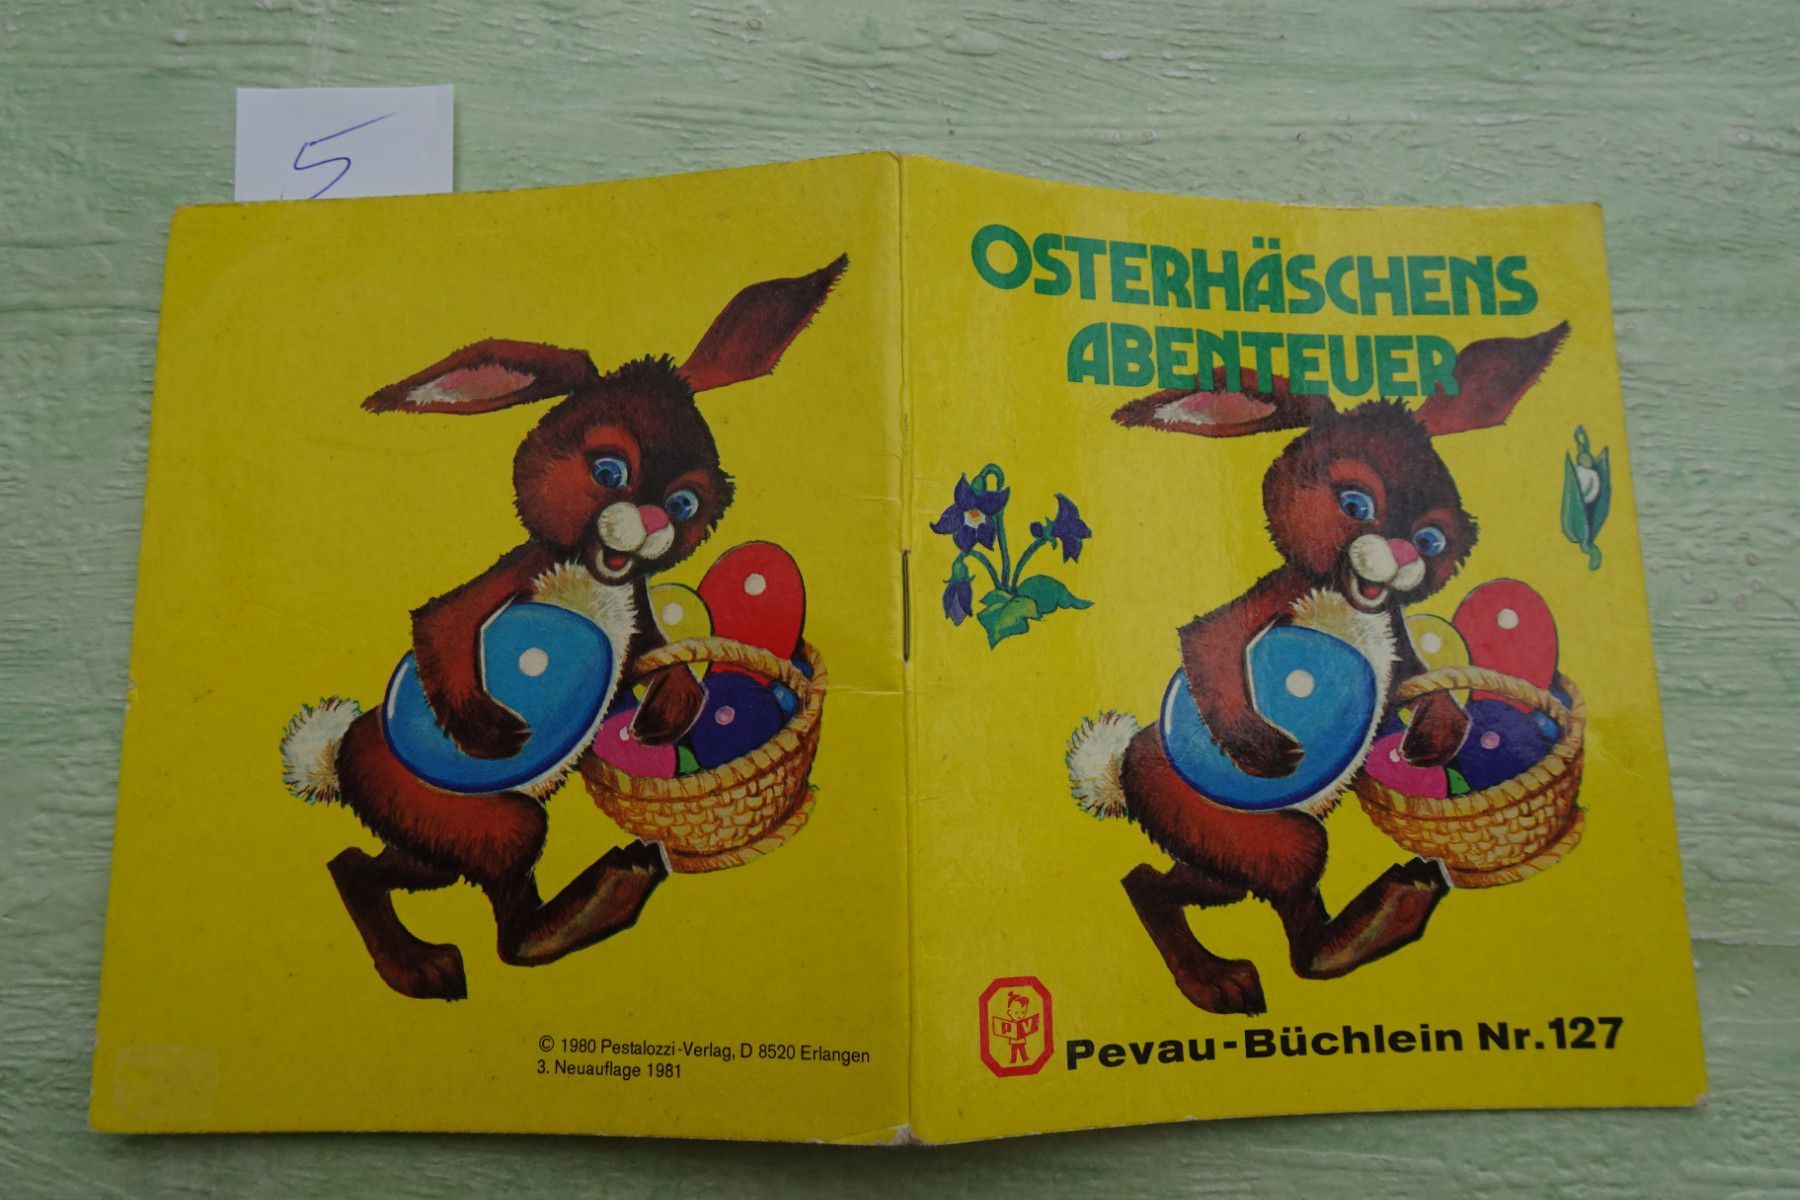 5
OSTERHÄSCHENS
ABENTEUER
PV
Pevau-Büchlein Nr. 127
© 1980 Pestalozzi-Verlag, D 8520 Erlangen
3. Neuauflage 1981